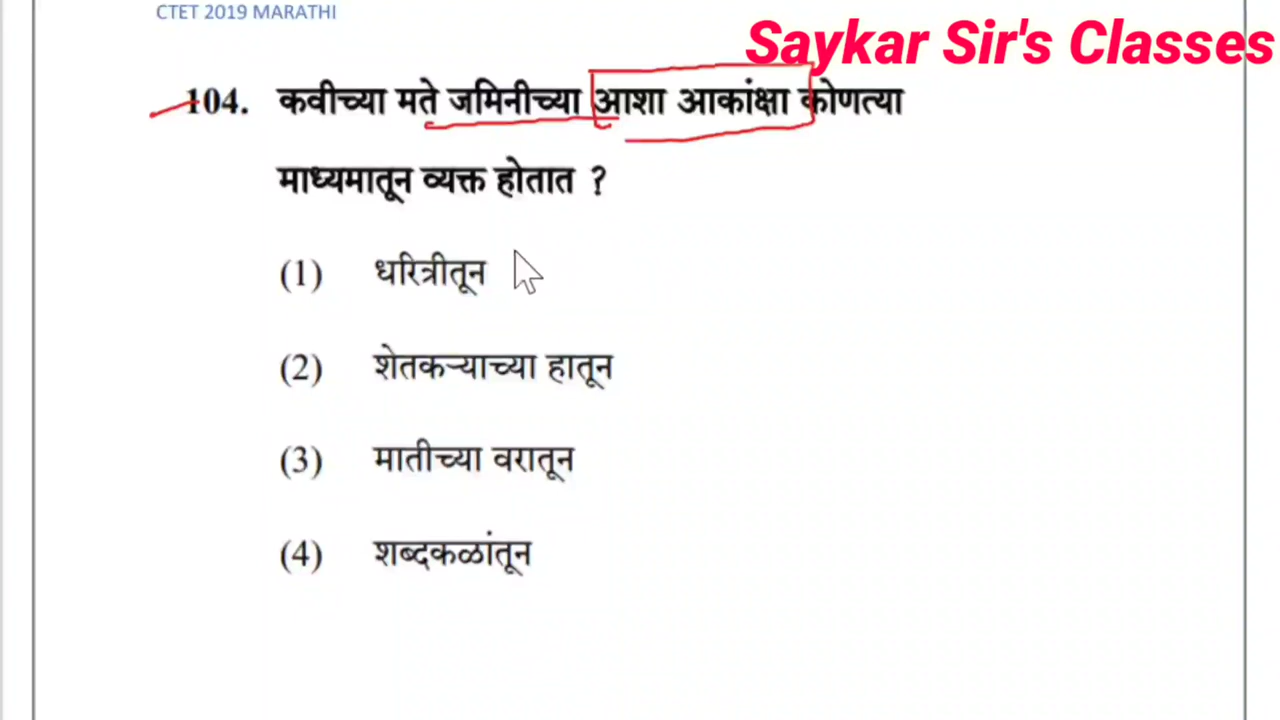 CTET 2019 MARATHI
Saykar Sir's Classes
104. कवीच्या मते जमिनीच्या आशा आकांक्षा कोणत्या
माध्यमातून व्यक्त होतात ?
(1) धरित्रीतून
(2) शेतकऱ्याच्या हातून
(3) मातीच्या वरातून
(4) शब्दकळांतून